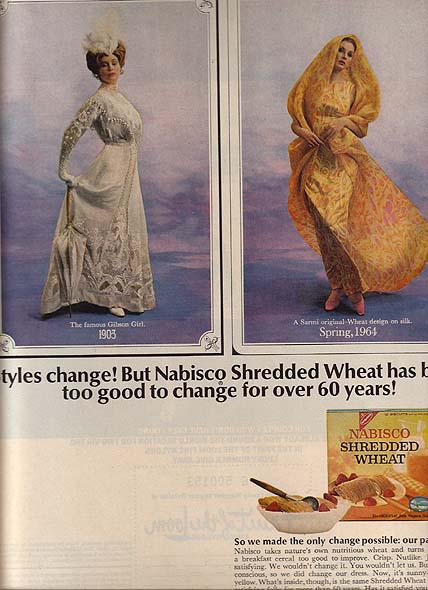 The famous Gibson Girl.
1903
A Sarmi original-Wheat design on silk.
Spring, 1964
tyles change! But Nabisco Shredded Wheat has b
too good to change for over 60 years!
NABISCO
SHREDDED
WHEAT
So we made the only change possible: our pa
Nabisco takes nature's own nutritious wheat and turns
a breakfast cereal too good to improve. Crisp. Nutlike.
satisfying. We wouldn't change it. You wouldn't let us. Bu
conscious, so we did change our dress. Now, it's sunny-
yellow. What's inside, though, is the same Shredded Wheat